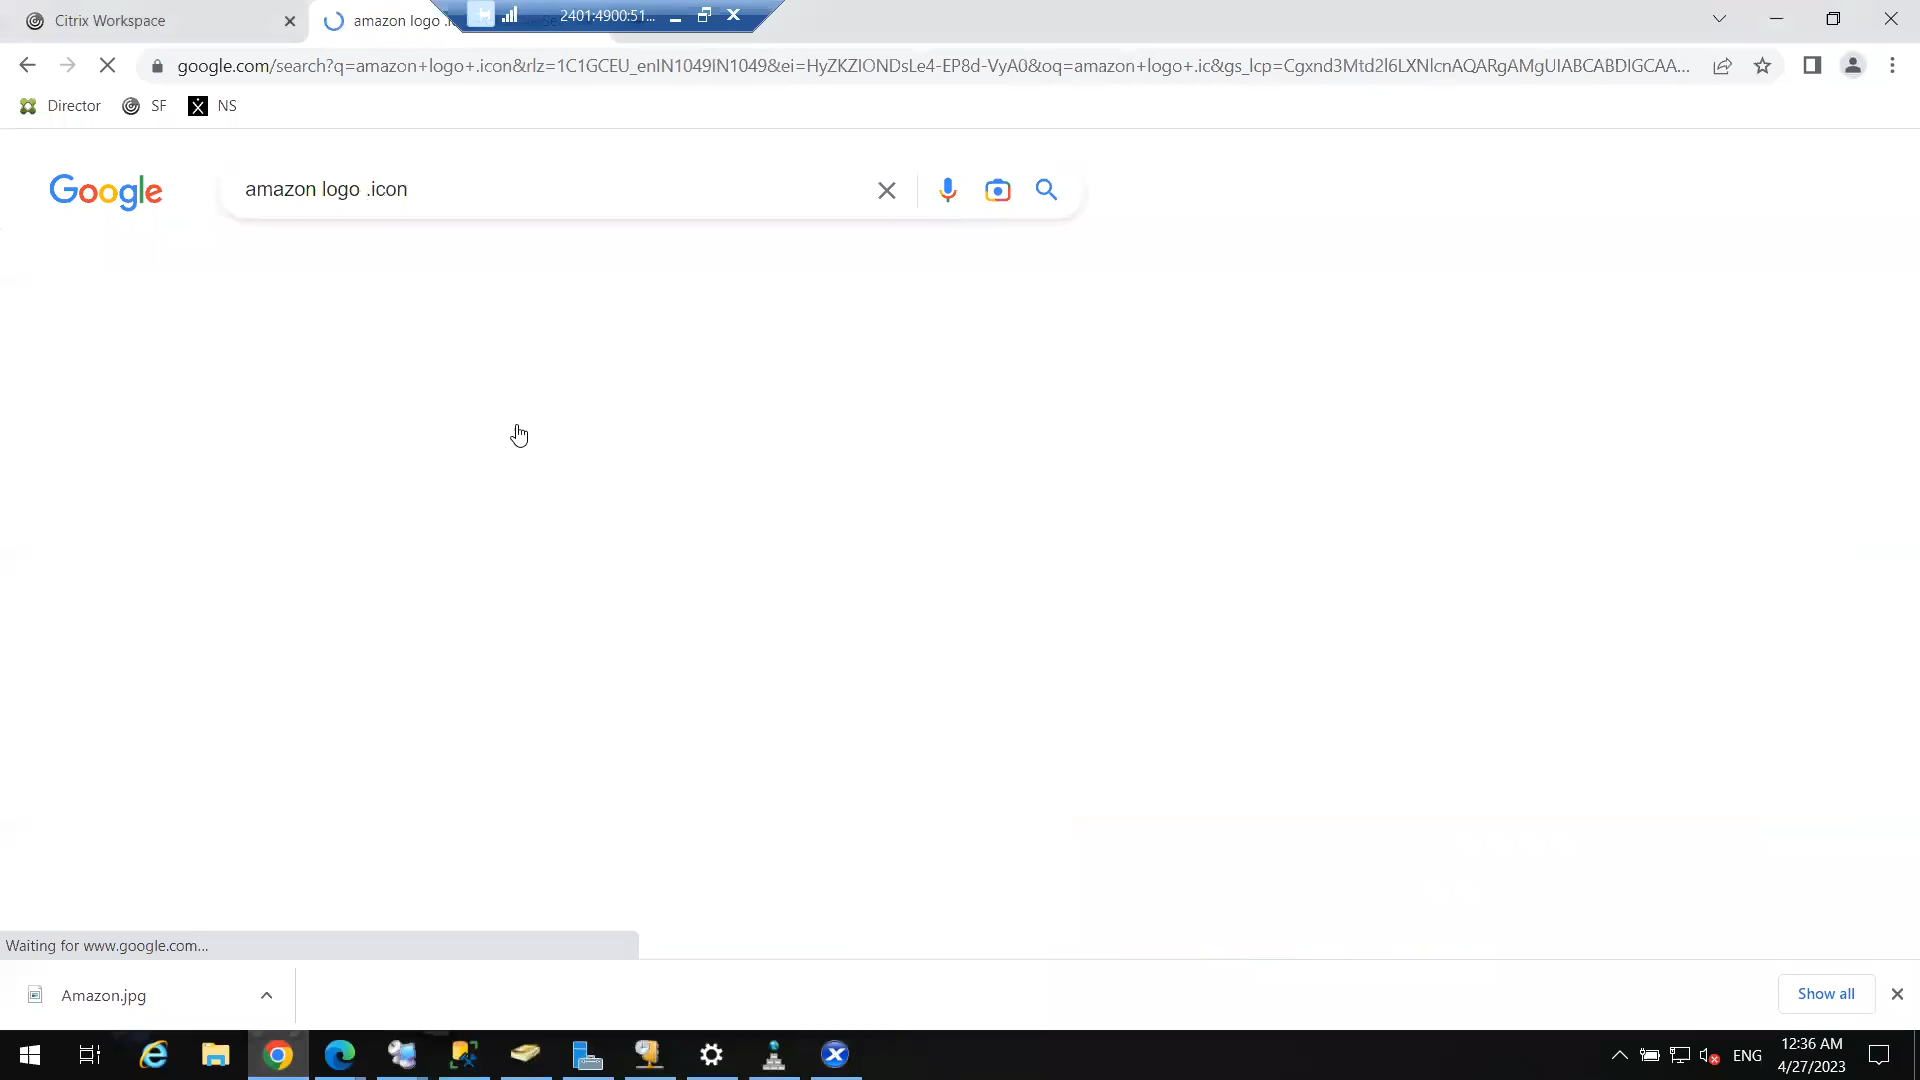 Citrix Workspace
amazon logo .ic
2401:4900:51...
google.com/search?q=amazon+logo+.icon&rlz=1C1GCEU_enIN1049IN1049&ei=HyZKZIONDsLe4-EP8d-VyA0&oq=amazon+logo+.ic&gs_lcp=Cgxnd3Mtd2l6LXNlcnAQARgAMgUIABCABDIGCAA...
Director
SF
NS
Google
amazon logo .icon
Waiting for www.google.com...
Amazon.jpg
Show all
ENG
12:36 AM
4/27/2023